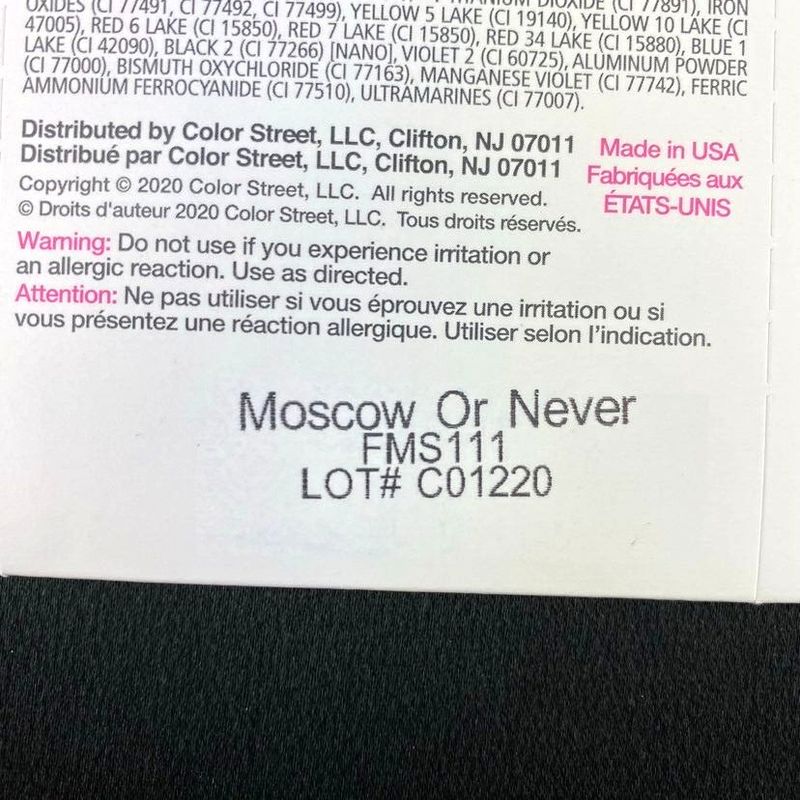 TITANIUM DIOXIDE (CI 77891), IRON
OXIDES (CI 77491, CI 77492, CI 77499), YELLOW 5 LAKE (CI 19140), YELLOW 10 LAKE (CI
47005), RED 6 LAKE (CI 15850), RED 7 LAKE (CI 15850), RED 34 LAKE (CI 15880), BLUE 1
LAKE (CI 42090), BLACK 2 (CI 77266) [NANO], VIOLET 2 (CI 60725), ALUMINUM POWDER
(CI 77000), BISMUTH OXYCHLORIDE (CI 77163), MANGANESE VIOLET (CI 77742), FERRIC
AMMONIUM FERROCYANIDE (CI 77510), ULTRAMARINES (CI 77007).
Distributed by Color Street, LLC, Clifton, NJ 07011
Distribué par Color Street, LLC, Clifton, NJ 07011
Made in USA
Fabriquées aux
ÉTATS-UNIS
Copyright © 2020 Color Street, LLC. All rights reserved.
© Droits d'auteur 2020 Color Street, LLC. Tous droits réservés.
Warning: Do not use if you experience irritation or
an allergic reaction. Use as directed.
Attention: Ne pas utiliser si vous éprouvez une irritation ou si
vous présentez une réaction allergique. Utiliser selon l'indication.
Moscow Or Never
FMS111
LOT# C01220